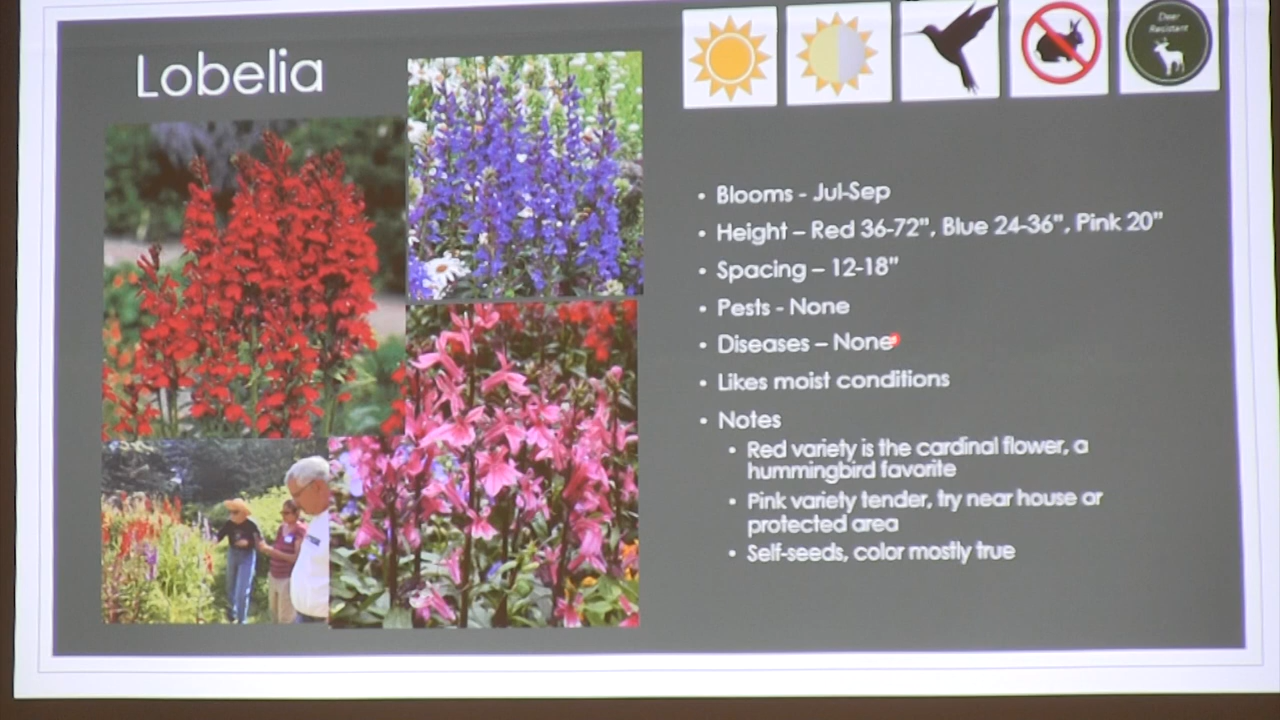 Lobelia
Deer
Resistant
• Blooms - Jul-Sep
• Height – Red 36-72", Blue 24-36", Pink 20"
• Spacing – 12-18"
• Pests - None
• Diseases – None
• Likes moist conditions
• Notes
• Red variety is the cardinal flower, a
hummingbird favorite
• Pink variety tender, try near house or
protected area
• Self-seeds, color mostly true